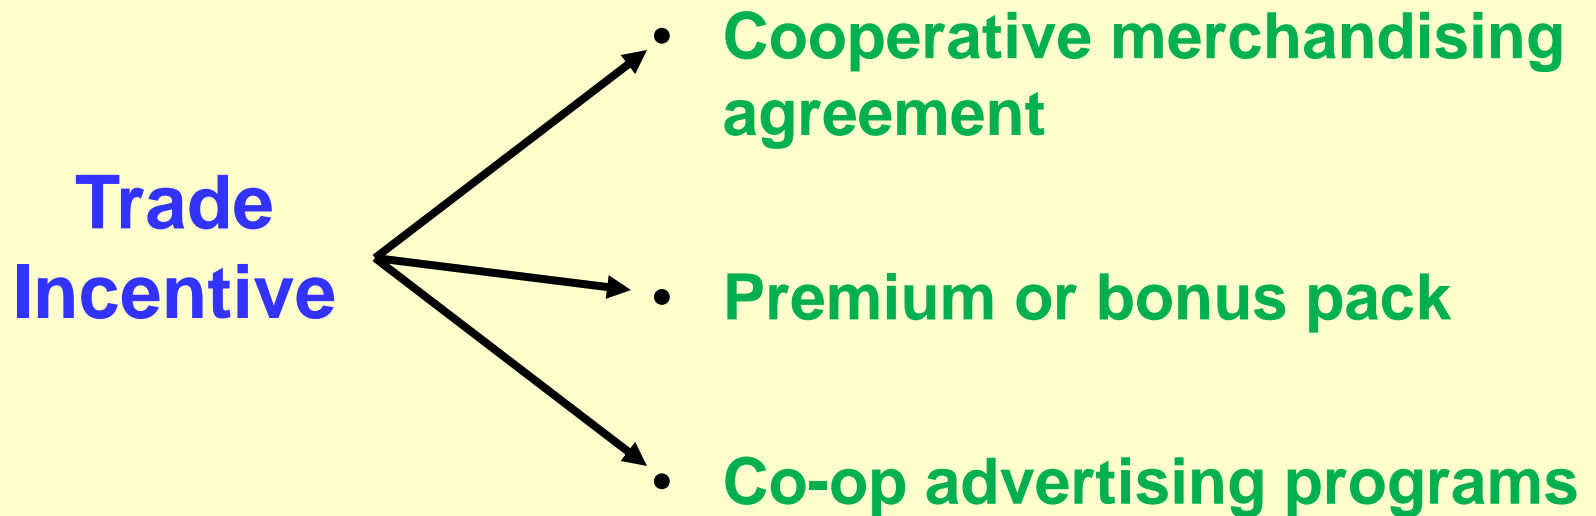 Trade
Incentive
• Cooperative merchandising
agreement
• Premium or bonus pack
• Co-op advertising programs